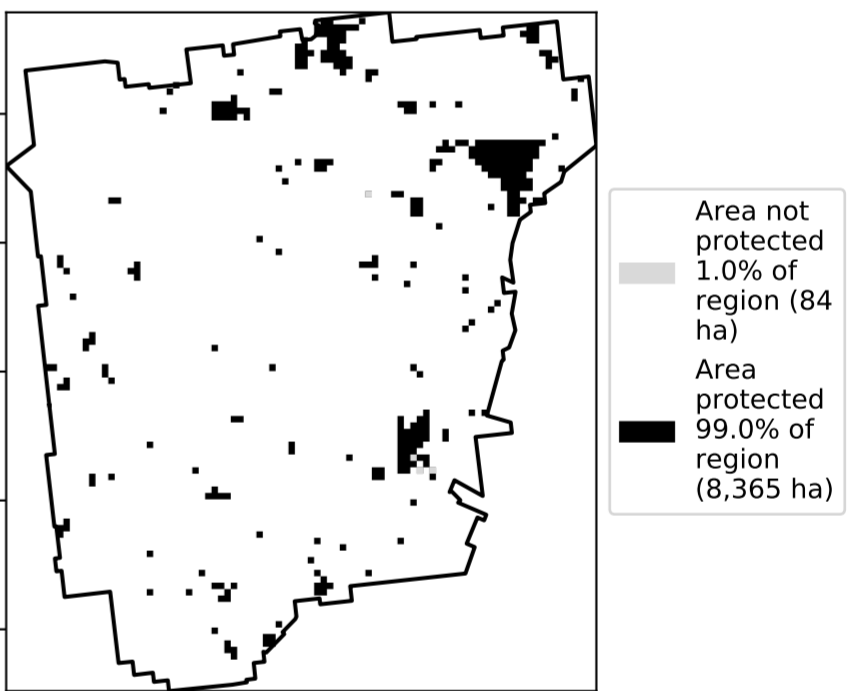 Area not
protected
1.0% of
region (84
ha)
Area
protected
99.0% of
region
(8,365 ha)